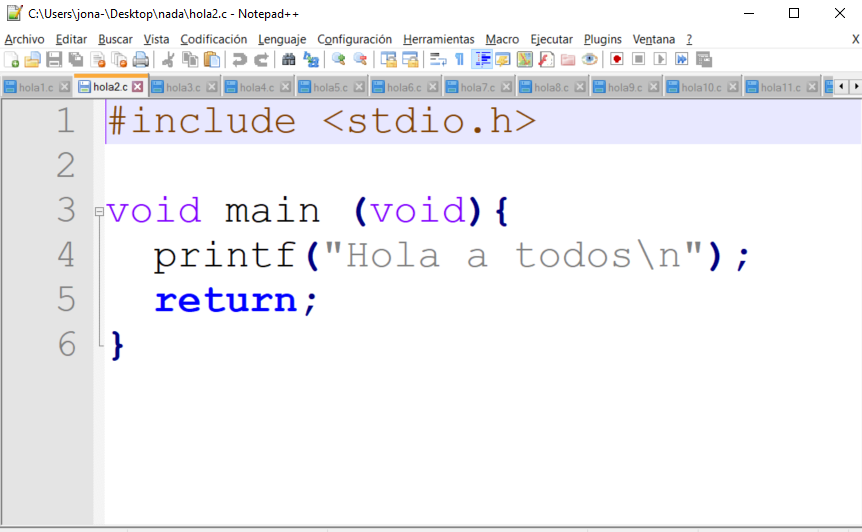 C:\Users\jona-\Desktop\nada\hola2.c - Notepad++
Archivo Editar Buscar Vista Codificación Lenguaje Configuración Herramientas Macro Ejecutar Plugins Ventana ? X
hola1.c hola2.c hola3.c hola4.c hola5.c hola6.c hola7.c hola8.c hola9.c hola10.c hola11.c
1 #include <stdio.h>
2
3 void main (void){
4 printf("Hola a todos\n");
5 return;
6 }